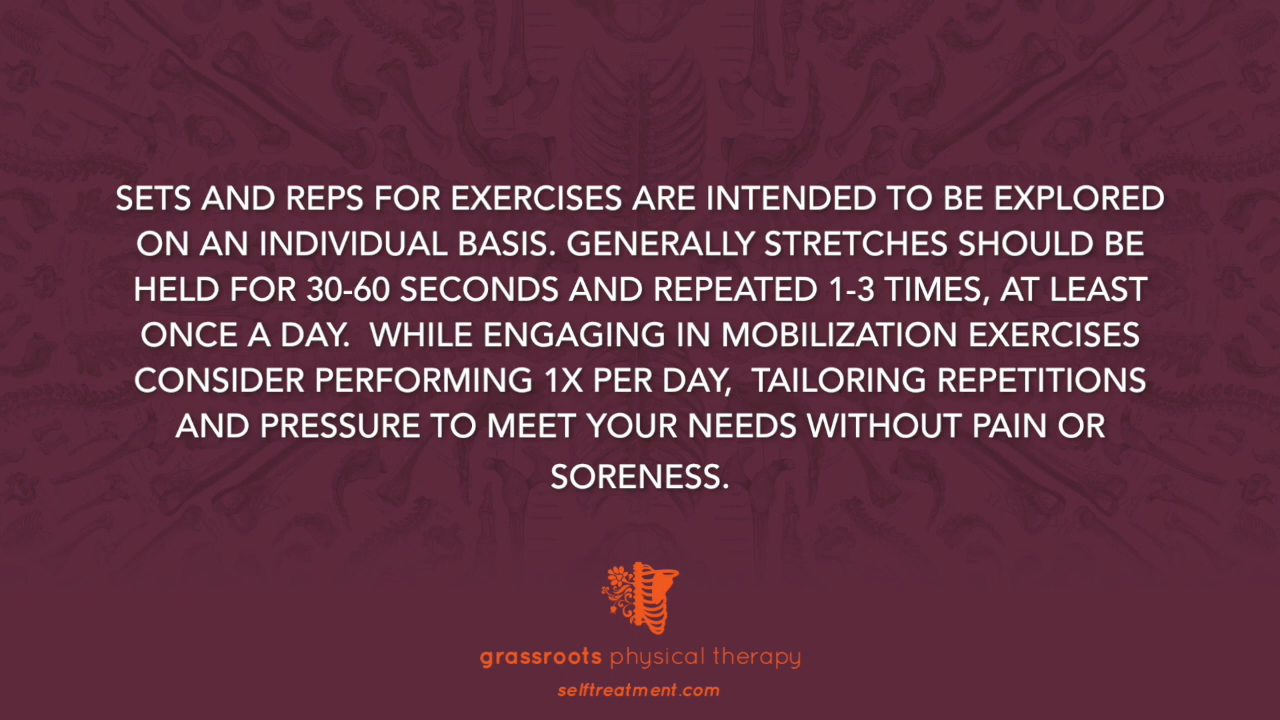 SETS AND REPS FOR EXERCISES ARE INTENDED TO BE EXPLORED
ON AN INDIVIDUAL BASIS. GENERALLY STRETCHES SHOULD BE
HELD FOR 30-60 SECONDS AND REPEATED 1-3 TIMES, AT LEAST
ONCE A DAY.  WHILE ENGAGING IN MOBILIZATION EXERCISES
CONSIDER PERFORMING 1X PER DAY,  TAILORING REPETITIONS
AND PRESSURE TO MEET YOUR NEEDS WITHOUT PAIN OR
SORENESS.
grassroots physical therapy
selftreatment.com